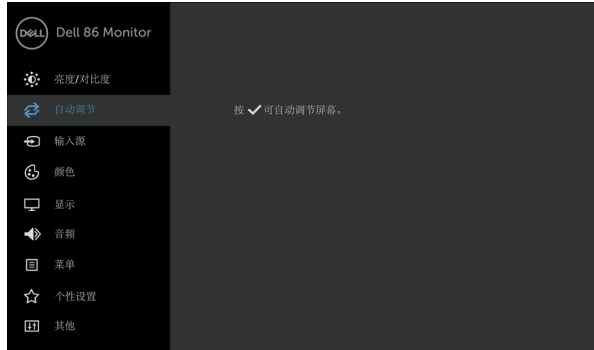 DELL Dell 86 Monitor
亮度/对比度
自动调节
按 ✓ 可自动调节屏幕。
输入源
颜色
显示
音频
菜单
个性设置
其他